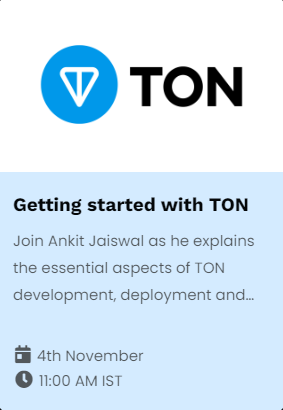 TON
Getting started with TON
Join Ankit Jaiswal as he explains
the essential aspects of TON
development, deployment and...
4th November
11:00 AM IST